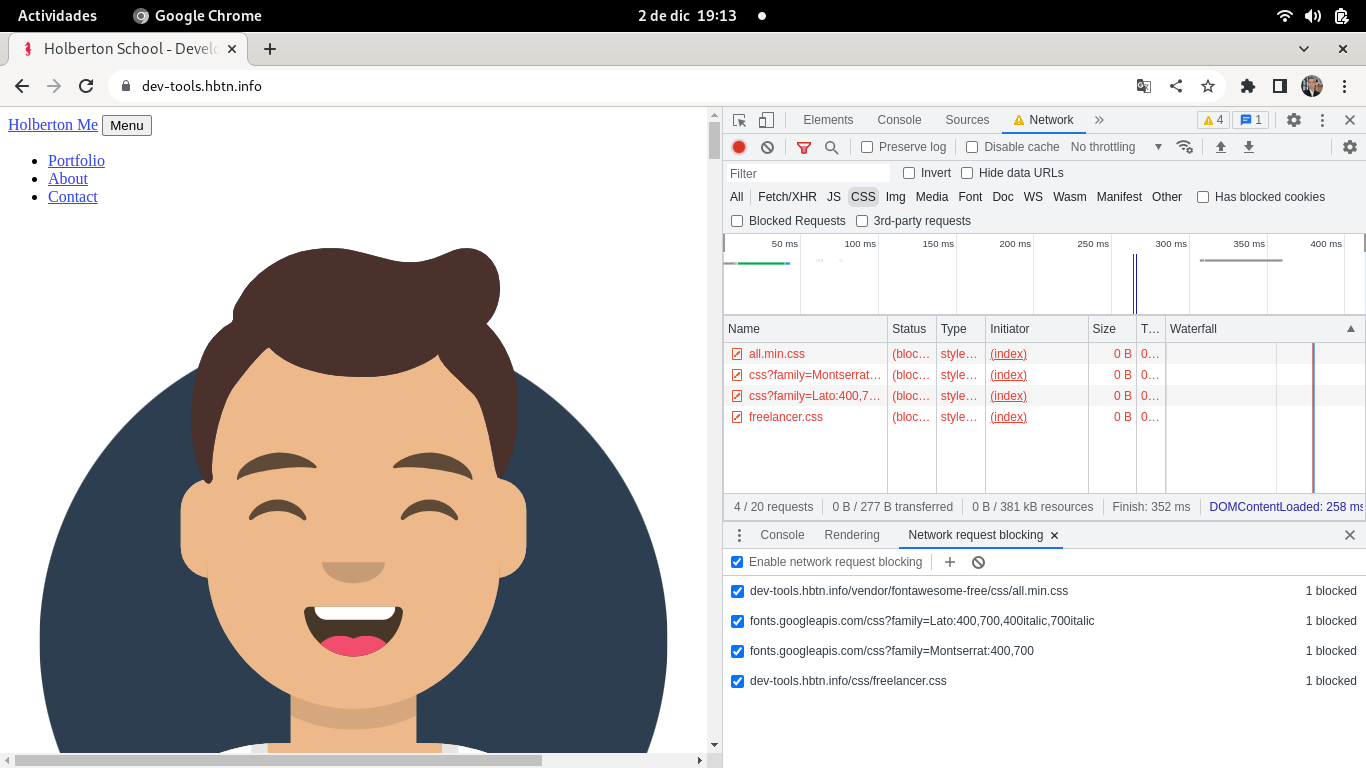 Actividades Google Chrome 2 de dic 19:13
Holberton School - Develo
dev-tools.hbtn.info
Holberton Me Menu
Portfolio
About
Contact
Elements Console Sources Network 4 1
Preserve log Disable cache No throttling
Filter Invert Hide data URLs
All Fetch/XHR JS CSS Img Media Font Doc WS Wasm Manifest Other Has blocked cookies
Blocked Requests 3rd-party requests
50 ms 100 ms 150 ms 200 ms 250 ms 300 ms 350 ms 400 ms
Name Status Type Initiator Size T... Waterfall
all.min.css (bloc... style... (index) 0 B 0...
css?family=Montserrat... (bloc... style... (index) 0 B 0...
css?family=Lato:400,7... (bloc... style... (index) 0 B 0...
freelancer.css (bloc... style... (index) 0 B 0...
4 / 20 requests 0 B / 277 B transferred 0 B / 381 kB resources Finish: 352 ms DOMContentLoaded: 258 ms
Console Rendering Network request blocking
Enable network request blocking
dev-tools.hbtn.info/vendor/fontawesome-free/css/all.min.css 1 blocked
fonts.googleapis.com/css?family=Lato:400,700,400italic,700italic 1 blocked
fonts.googleapis.com/css?family=Montserrat:400,700 1 blocked
dev-tools.hbtn.info/css/freelancer.css 1 blocked